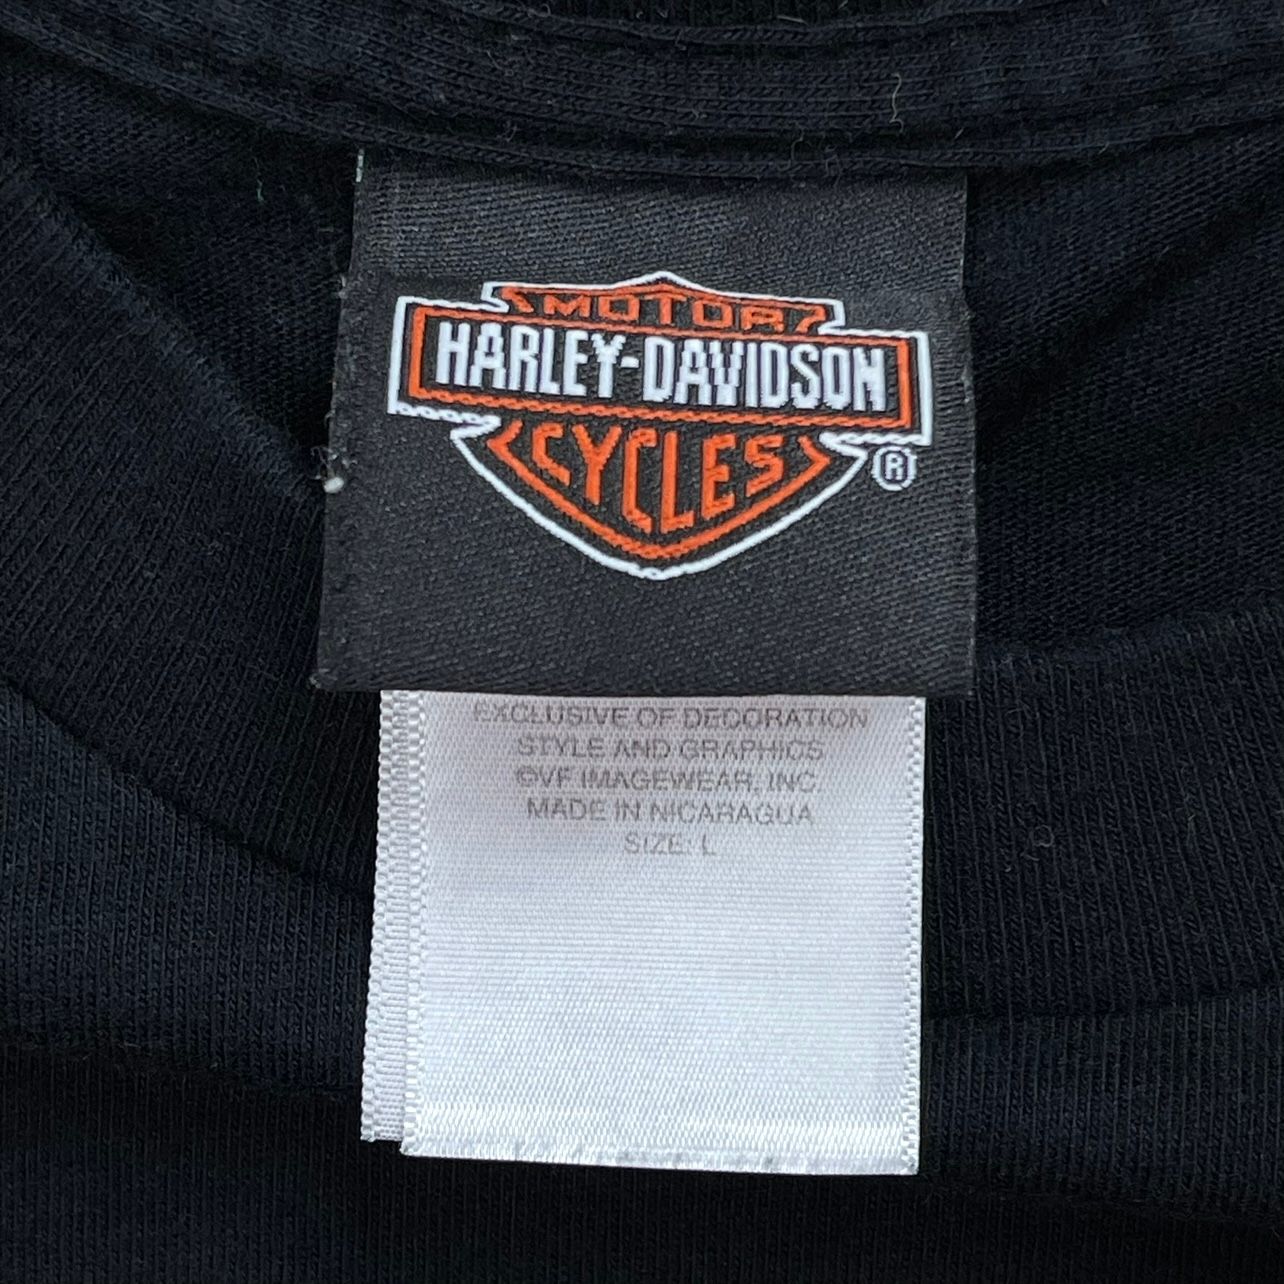 MOTOR
HARLEY-DAVIDSON
CYCLES
®
EXCLUSIVE OF DECORATION
STYLE AND GRAPHICS
©VF IMAGEWEAR, INC.
MADE IN NICARAGUA
SIZE: L